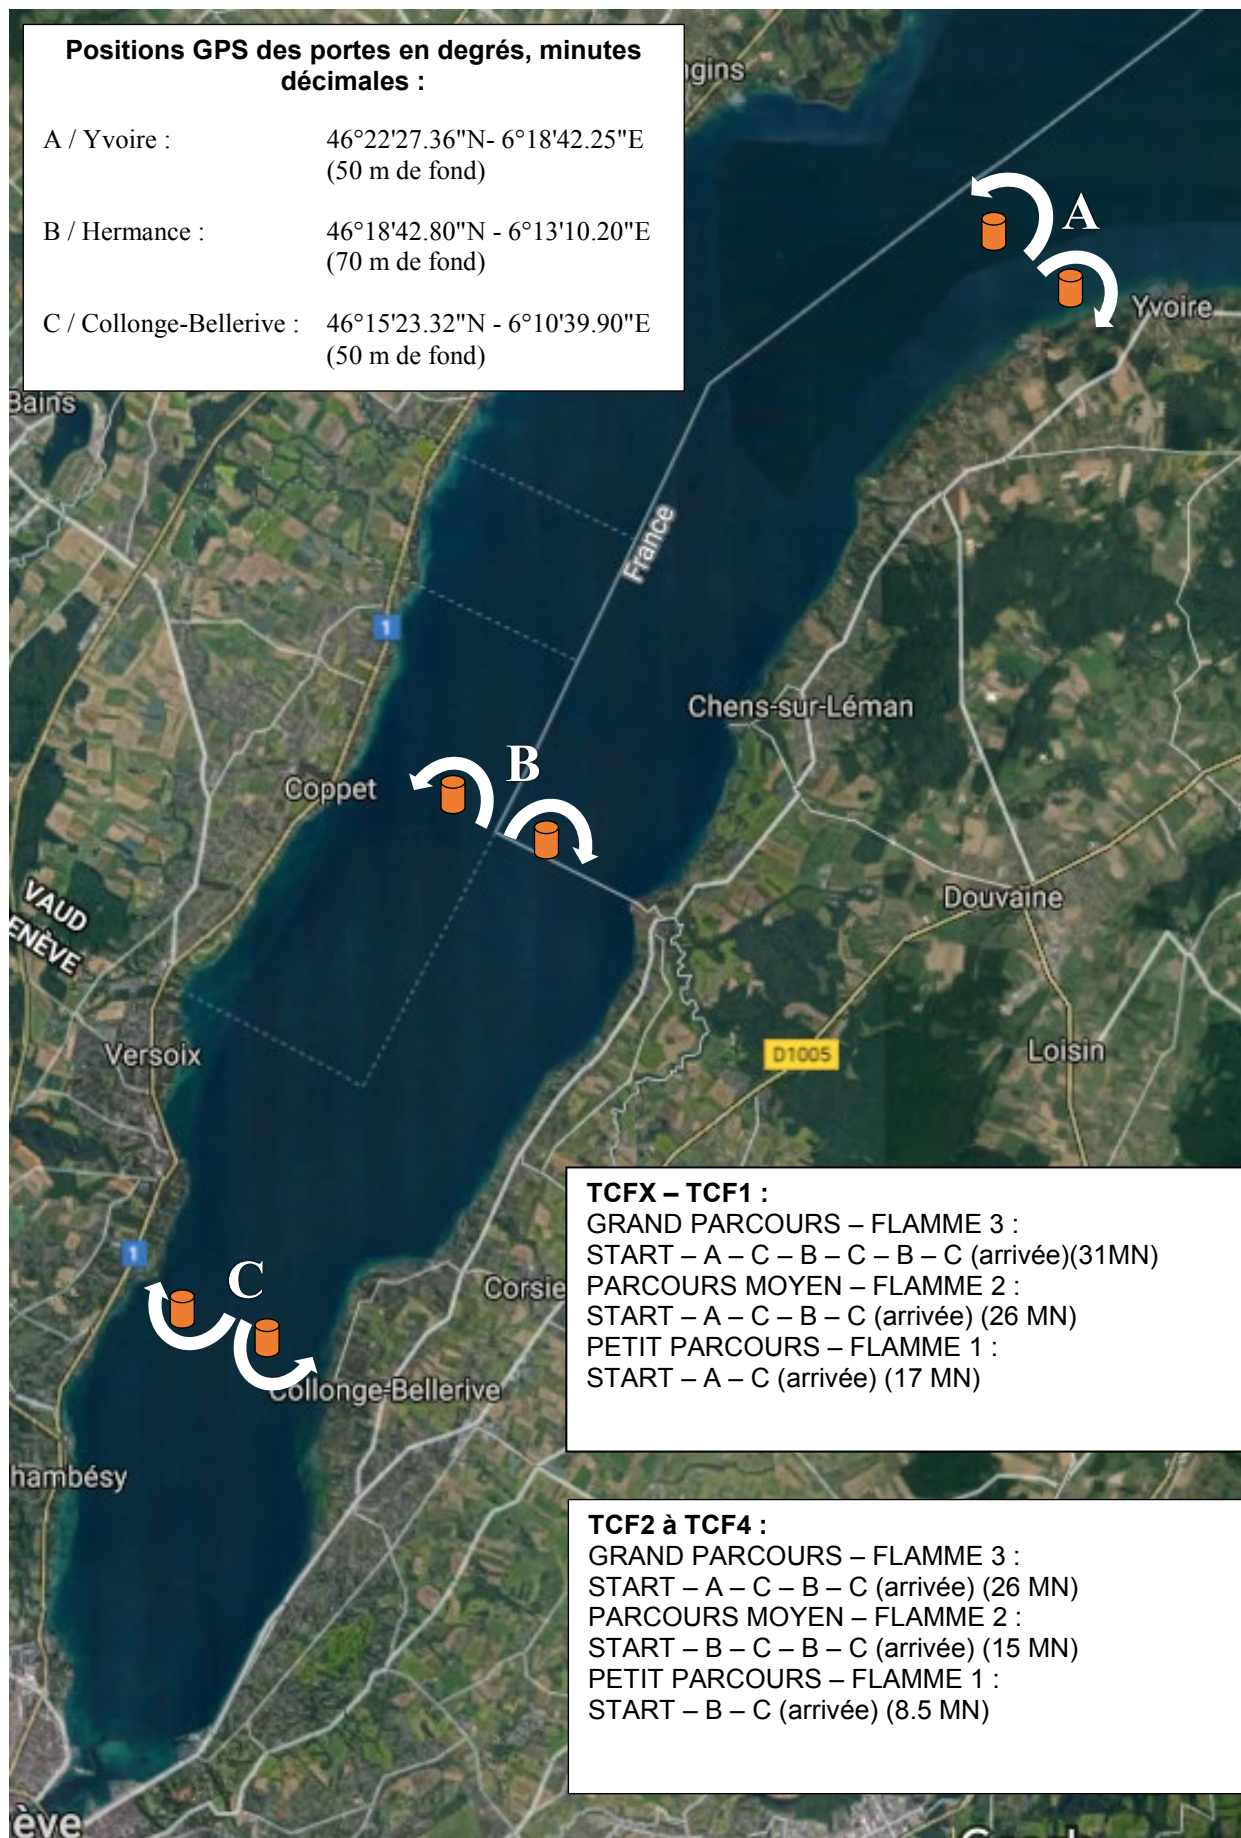 Positions GPS des portes en degrés, minutes
décimales :
A / Yvoire : 46°22'27.36"N- 6°18'42.25"E
(50 m de fond)
B / Hermance : 46°18'42.80"N - 6°13'10.20"E
(70 m de fond)
C / Collonge-Bellerive : 46°15'23.32"N - 6°10'39.90"E
(50 m de fond)
ngins
A
Yvoire
Bains
France
1
Chens-sur-Léman
B
Coppet
Douvaine
VAUD
ENÈVE
Versoix
D1005
Loisin
1
C
Corsie
Collonge-Bellerive
hambésy
TCFX – TCF1 :
GRAND PARCOURS – FLAMME 3 :
START – A – C – B – C – B – C (arrivée)(31MN)
PARCOURS MOYEN – FLAMME 2 :
START – A – C – B – C (arrivée) (26 MN)
PETIT PARCOURS – FLAMME 1 :
START – A – C (arrivée) (17 MN)
TCF2 à TCF4 :
GRAND PARCOURS – FLAMME 3 :
START – A – C – B – C (arrivée) (26 MN)
PARCOURS MOYEN – FLAMME 2 :
START – B – C – B – C (arrivée) (15 MN)
PETIT PARCOURS – FLAMME 1 :
START – B – C (arrivée) (8.5 MN)
ève